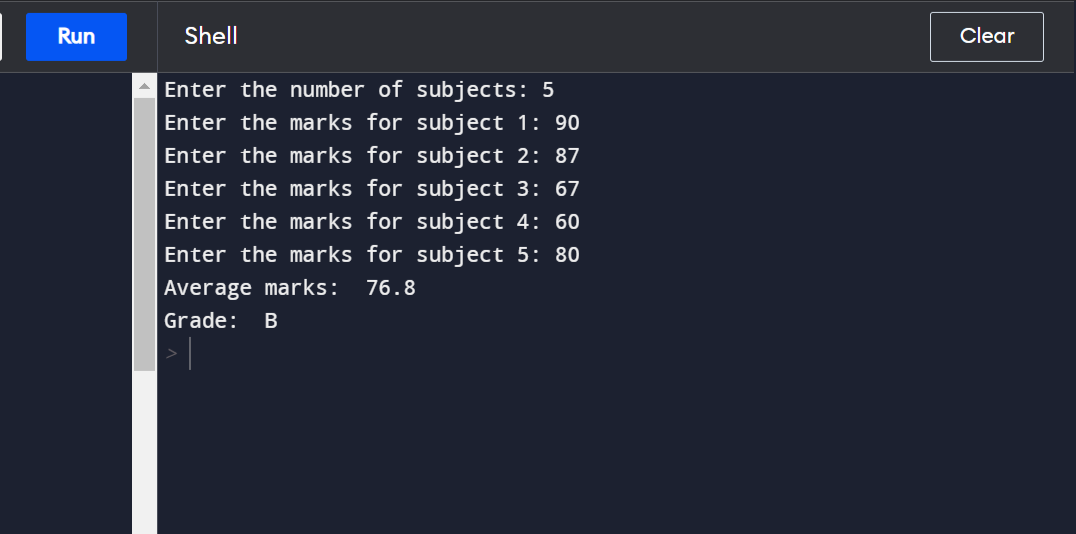 Run Shell Clear
Enter the number of subjects: 5
Enter the marks for subject 1: 90
Enter the marks for subject 2: 87
Enter the marks for subject 3: 67
Enter the marks for subject 4: 60
Enter the marks for subject 5: 80
Average marks:  76.8
Grade:  B
>